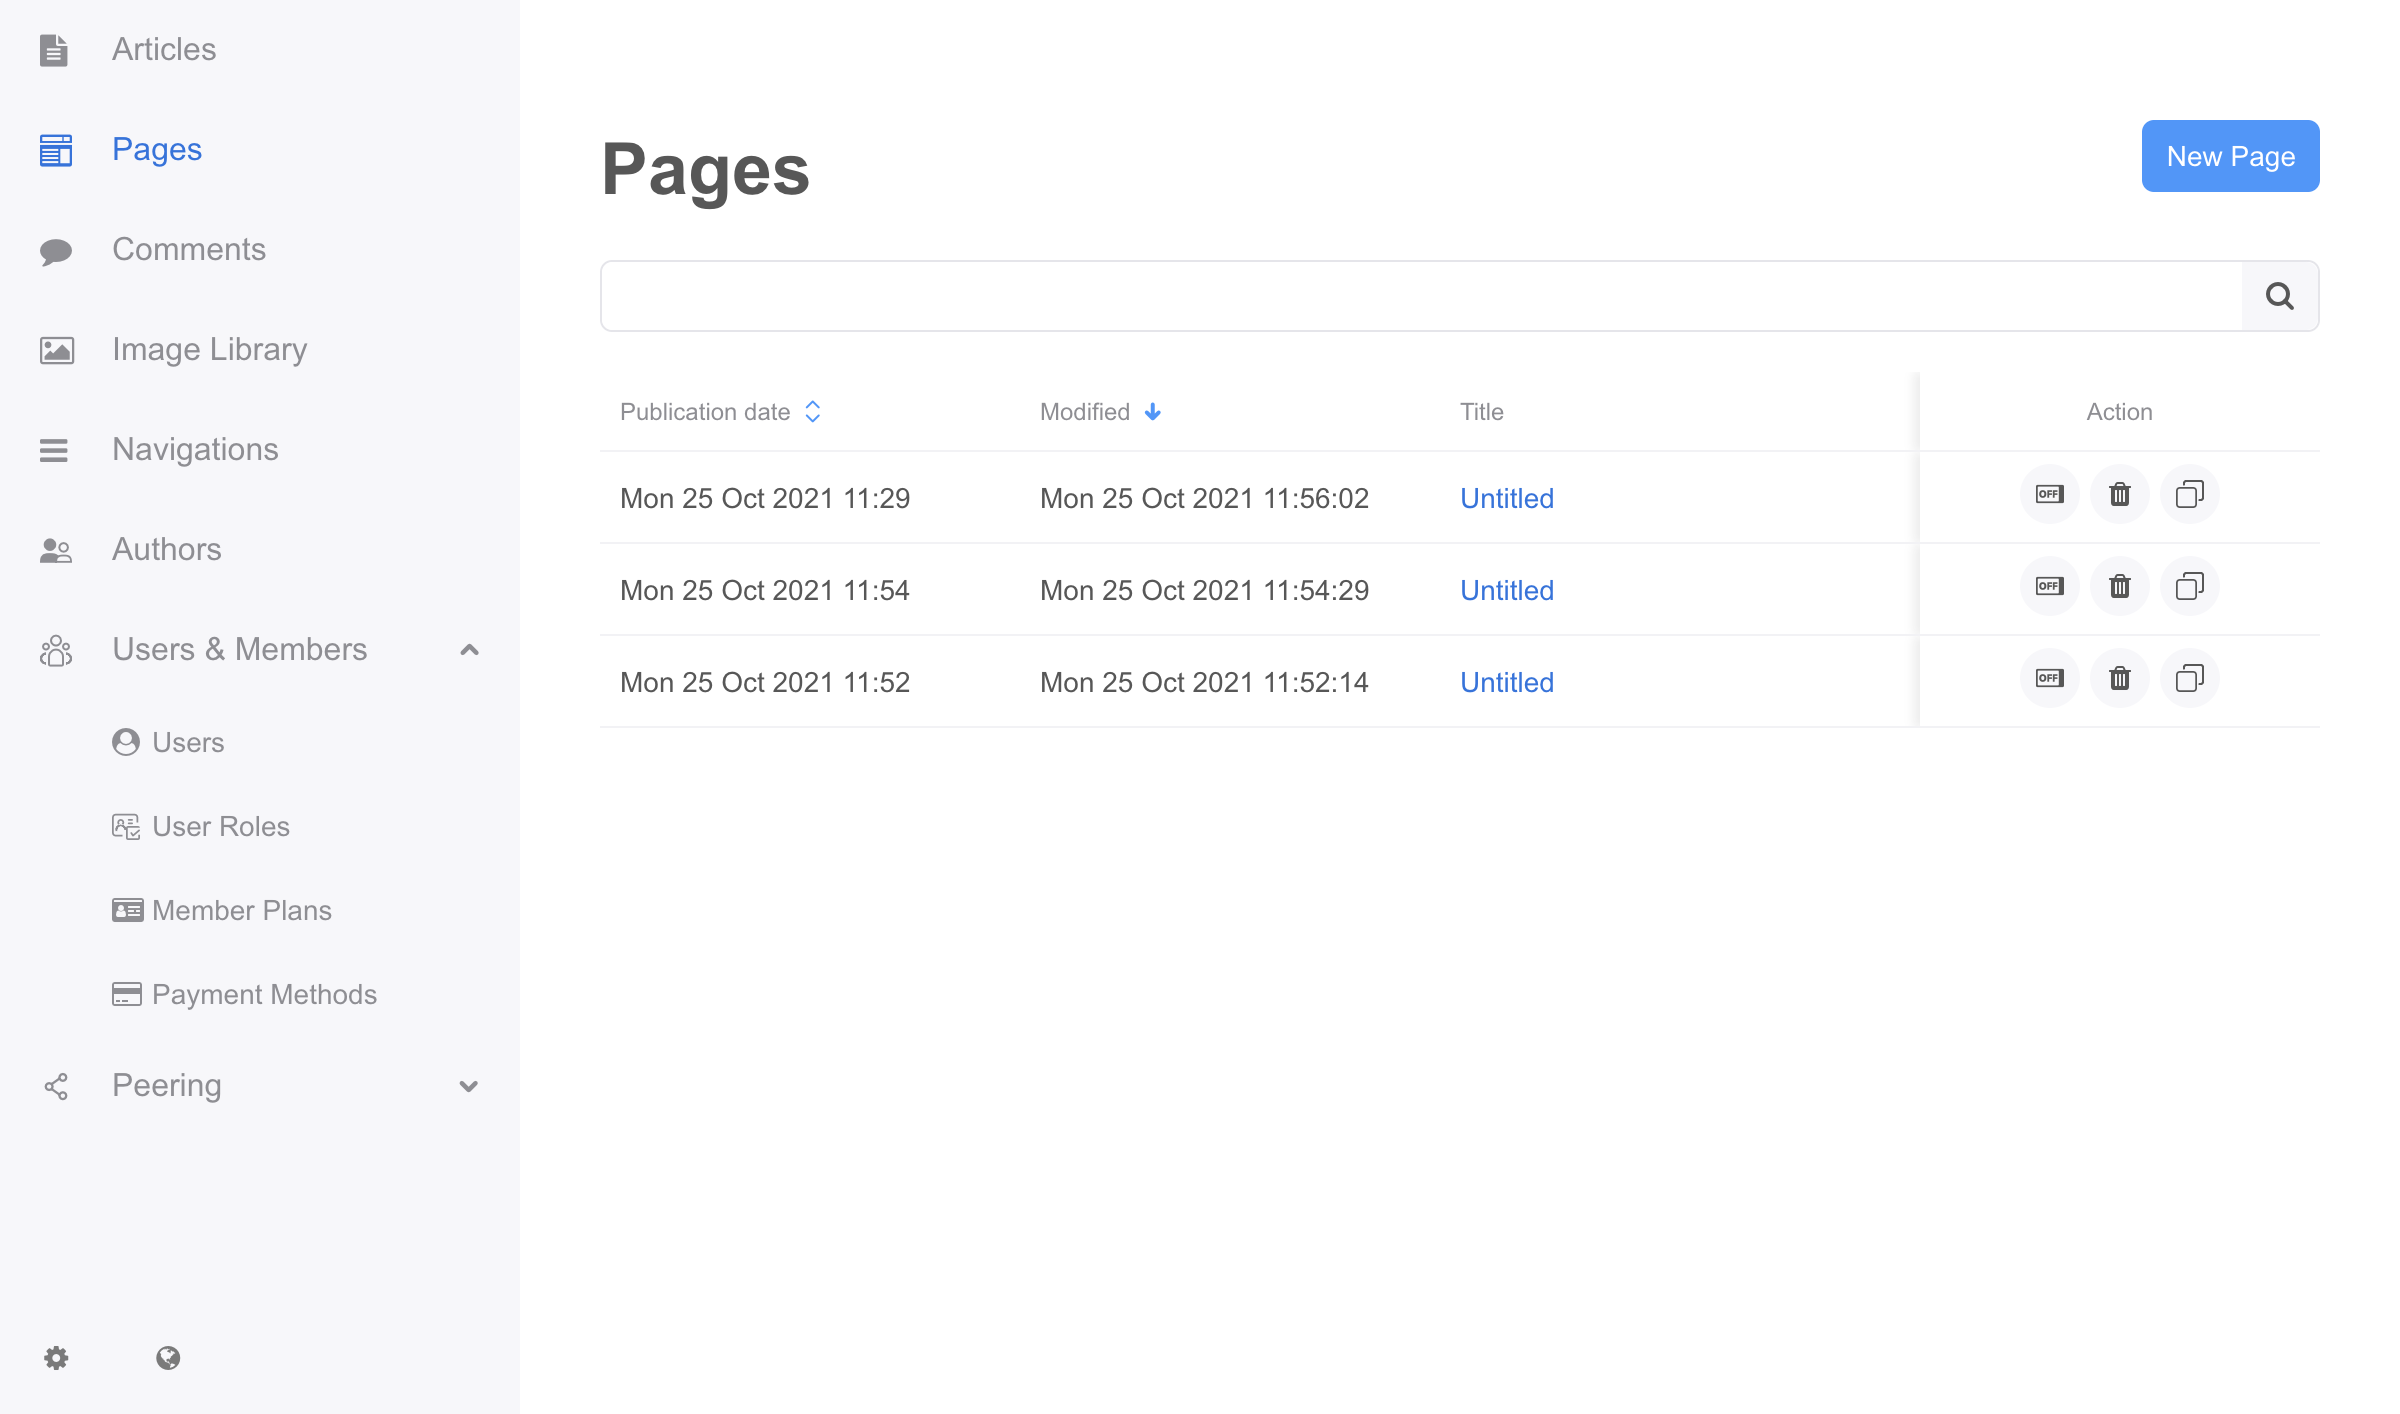 Articles
Pages
Comments
Image Library
Navigations
Authors
Users & Members
Users
User Roles
Member Plans
Payment Methods
Peering
Pages
New Page
Publication date Modified Title Action
Mon 25 Oct 2021 11:29 Mon 25 Oct 2021 11:56:02 Untitled OFF
Mon 25 Oct 2021 11:54 Mon 25 Oct 2021 11:54:29 Untitled OFF
Mon 25 Oct 2021 11:52 Mon 25 Oct 2021 11:52:14 Untitled OFF